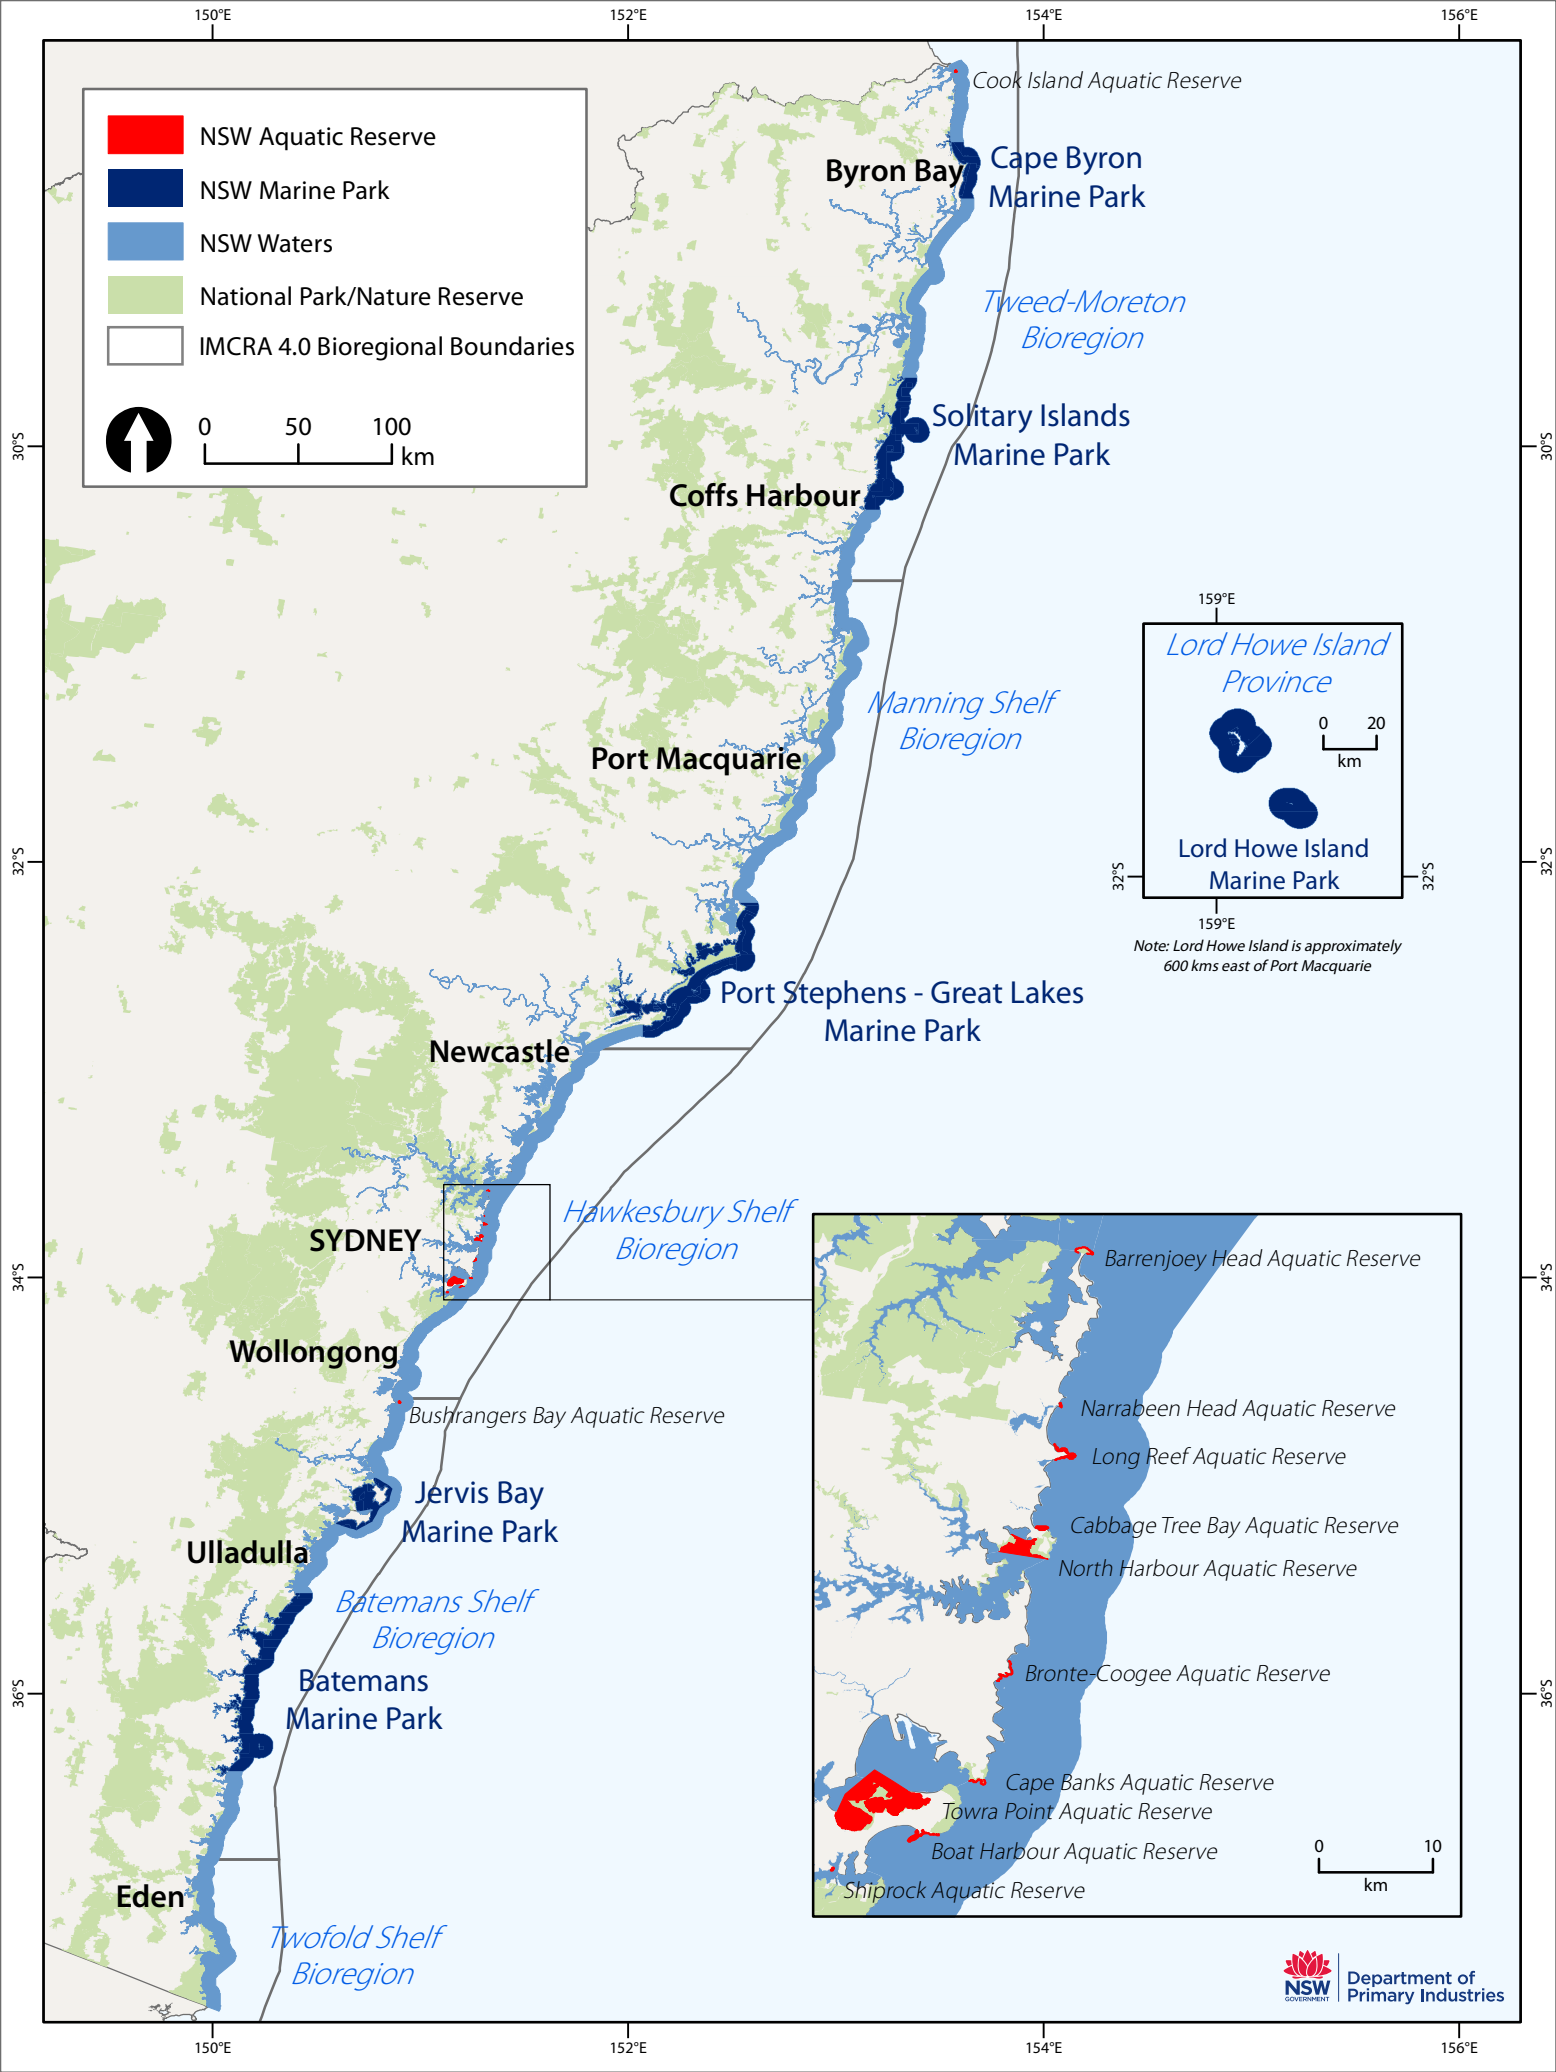 150°E
152°E
154°E
156°E
NSW Aquatic Reserve
NSW Marine Park
NSW Waters
National Park/Nature Reserve
IMCRA 4.0 Bioregional Boundaries
0 50 100
km
Cook Island Aquatic Reserve
Byron Bay
Cape Byron
Marine Park
Tweed-Moreton
Bioregion
30°S
30°S
Solitary Islands
Marine Park
Coffs Harbour
159°E
Lord Howe Island
Province
0 20
km
Lord Howe Island
Marine Park
32°S
32°S
159°E
Note: Lord Howe Island is approximately
600 kms east of Port Macquarie
Manning Shelf
Bioregion
Port Macquarie
32°S
32°S
Port Stephens - Great Lakes
Marine Park
Newcastle
Hawkesbury Shelf
Bioregion
SYDNEY
34°S
34°S
Barrenjoey Head Aquatic Reserve
Narrabeen Head Aquatic Reserve
Long Reef Aquatic Reserve
Cabbage Tree Bay Aquatic Reserve
North Harbour Aquatic Reserve
Bronte-Coogee Aquatic Reserve
Cape Banks Aquatic Reserve
Towra Point Aquatic Reserve
Boat Harbour Aquatic Reserve
Shiprock Aquatic Reserve
0 10
km
Wollongong
Bushrangers Bay Aquatic Reserve
Jervis Bay
Marine Park
Ulladulla
Batemans Shelf
Bioregion
Batemans
Marine Park
36°S
36°S
Eden
Twofold Shelf
Bioregion
NSW
GOVERNMENT
Department of
Primary Industries
150°E
152°E
154°E
156°E